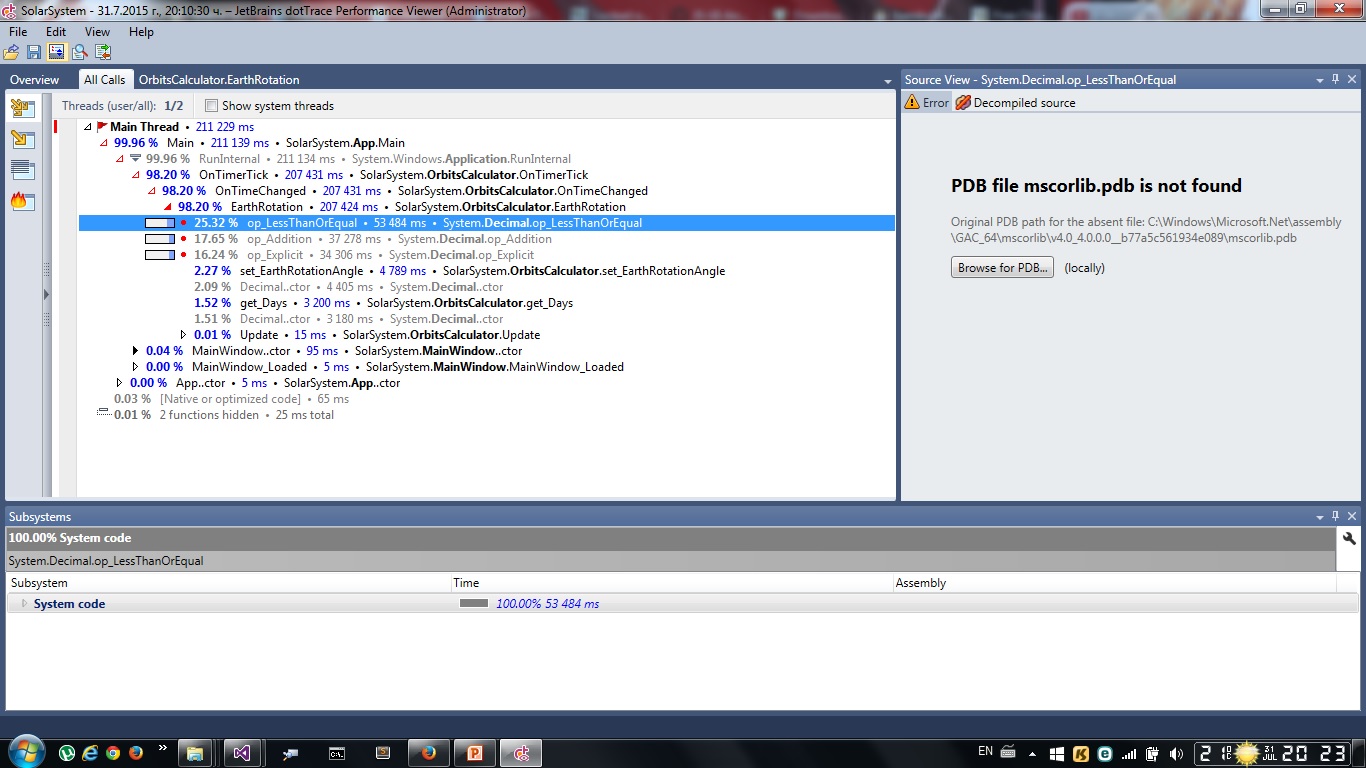 SolarSystem - 31.7.2015 г., 20:10:30 ч. – JetBrains dotTrace Performance Viewer (Administrator)
File Edit View Help
Overview All Calls OrbitsCalculator.EarthRotation
Threads (user/all): 1/2 Show system threads
Main Thread • 211 229 ms
99.96 % Main • 211 139 ms • SolarSystem.App.Main
99.96 % RunInternal • 211 134 ms • System.Windows.Application.RunInternal
98.20 % OnTimerTick • 207 431 ms • SolarSystem.OrbitsCalculator.OnTimerTick
98.20 % OnTimeChanged • 207 431 ms • SolarSystem.OrbitsCalculator.OnTimeChanged
98.20 % EarthRotation • 207 424 ms • SolarSystem.OrbitsCalculator.EarthRotation
25.32 % op_LessThanOrEqual • 53 484 ms • System.Decimal.op_LessThanOrEqual
17.65 % op_Addition • 37 278 ms • System.Decimal.op_Addition
16.24 % op_Explicit • 34 306 ms • System.Decimal.op_Explicit
2.27 % set_EarthRotationAngle • 4 789 ms • SolarSystem.OrbitsCalculator.set_EarthRotationAngle
2.09 % Decimal..ctor • 4 405 ms • System.Decimal..ctor
1.52 % get_Days • 3 200 ms • SolarSystem.OrbitsCalculator.get_Days
1.51 % Decimal..ctor • 3 180 ms • System.Decimal..ctor
0.01 % Update • 15 ms • SolarSystem.OrbitsCalculator.Update
0.04 % MainWindow..ctor • 95 ms • SolarSystem.MainWindow..ctor
0.00 % MainWindow_Loaded • 5 ms • SolarSystem.MainWindow.MainWindow_Loaded
0.00 % App..ctor • 5 ms • SolarSystem.App..ctor
0.03 % [Native or optimized code] • 65 ms
0.01 % 2 functions hidden • 25 ms total
Source View - System.Decimal.op_LessThanOrEqual
Error Decompiled source
PDB file mscorlib.pdb is not found
Original PDB path for the absent file: C:\Windows\Microsoft.Net\assembly
\GAC_64\mscorlib\v4.0_4.0.0.0__b77a5c561934e089\mscorlib.pdb
Browse for PDB... (locally)
Subsystems
100.00% System code
System.Decimal.op_LessThanOrEqual
Subsystem Time Assembly
System code 100.00% 53 484 ms
EN
31
JUL 20 23